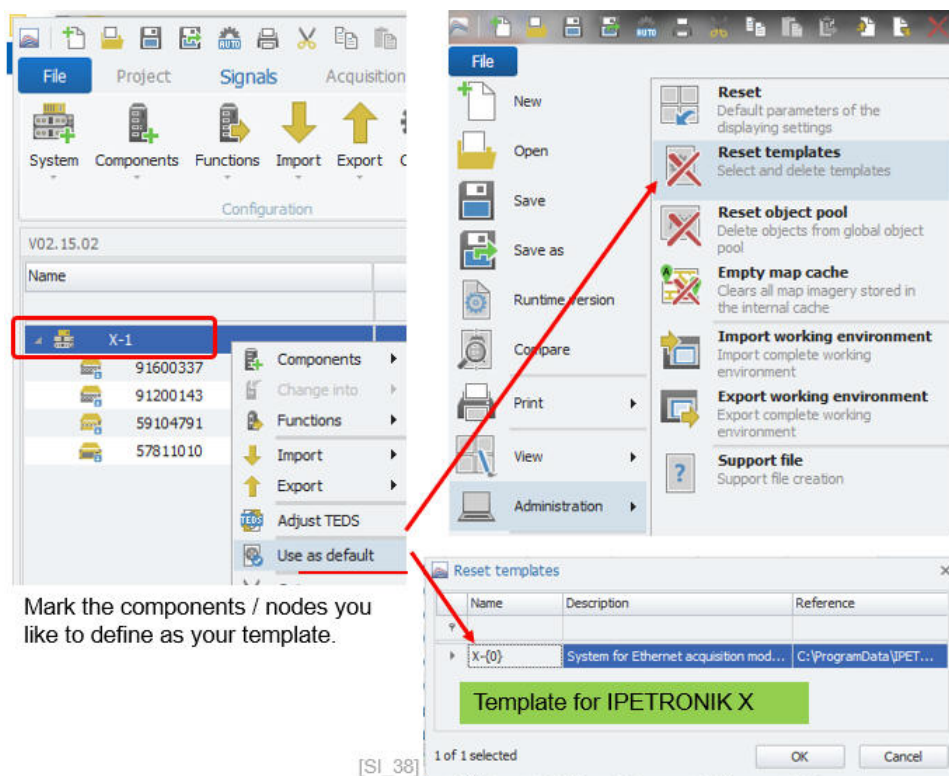 AUTO
File
Project
Signals
Acquisition
System
Components
Functions
Import
Export
Configuration
V02.15.02
Name
X-1
91600337
91200143
59104791
57811010
Components
Change into
Functions
Import
Export
TEDS
Adjust TEDS
Use as default
Mark the components / nodes you
like to define as your template.
[SI_38]
AUTO
File
New
Open
Save
Save as
Runtime version
Compare
Print
View
Administration
Reset
Default parameters of the
displaying settings
Reset templates
Select and delete templates
Reset object pool
Delete objects from global object
pool
Empty map cache
Clears all map imagery stored in
the internal cache
Import working environment
Import complete working
environment
Export working environment
Export complete working
environment
Support file
Support file creation
Reset templates
Name Description Reference
X-{0} System for Ethernet acquisition mod... C:\ProgramData\IPET...
Template for IPETRONIK X
1 of 1 selected
OK
Cancel